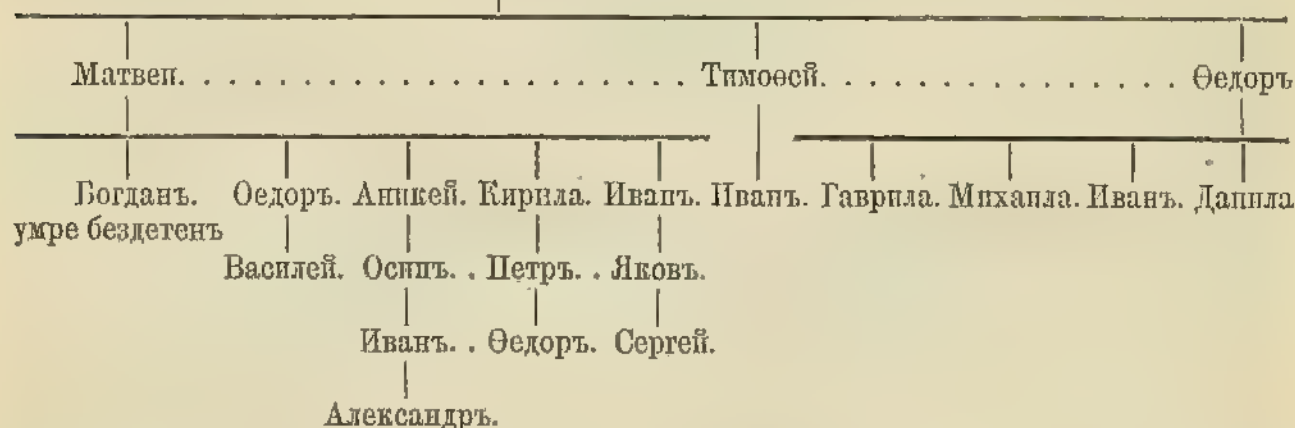 Матвеи. . . . . . . . . . . . . . . . . . . . . . . . Тимоѳей. . . . . . . . . . . . . . . . Ѳедоръ
Богданъ. Ѳедоръ. Аникей. Кирила. Иванъ. Иванъ. Гаврила. Михаила. Иванъ. Данила
умре бездетенъ
Василей. Осипъ. . Петръ. . Яковъ.
Иванъ. . Ѳедоръ. Сергей.
Александръ.